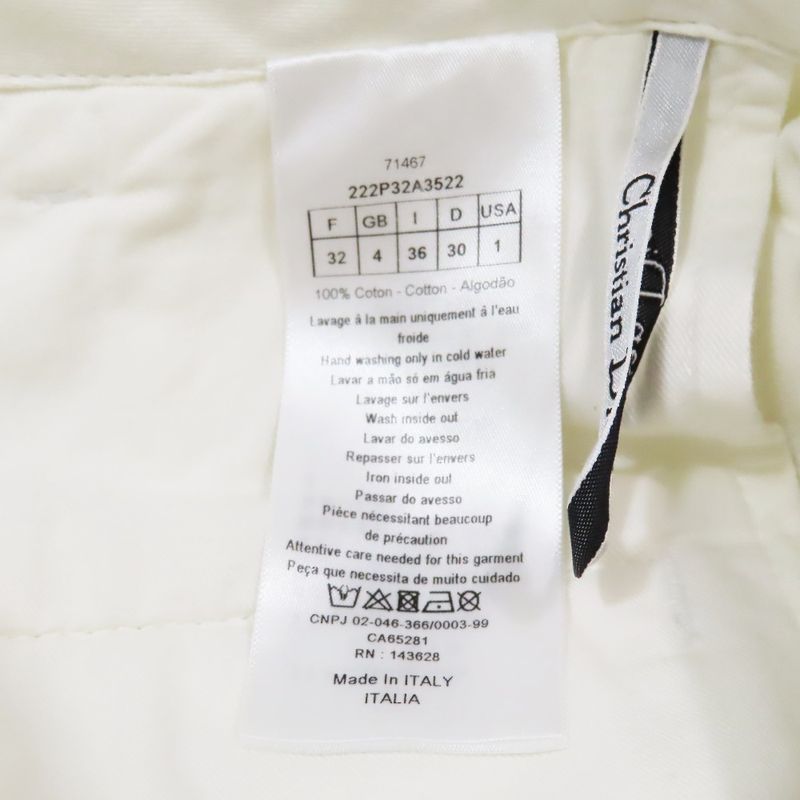 71467
222P32A3522
F GB I D USA
32 4 36 30 1
100% Coton - Cotton - Algodão
Lavage à la main uniquement à l'eau
froide
Hand washing only in cold water
Lavar a mão só em água fria
Lavage sur l'envers
Wash inside out
Lavar do avesso
Repasser sur l'envers
Iron inside out
Passar do avesso
Piéce nécessitant beaucoup
de précaution
Attentive care needed for this garment
Peça que necessita de muito cuidado
CNPJ 02-046-366/0003-99
CA65281
RN : 143628
Made In ITALY
ITALIA
Christian